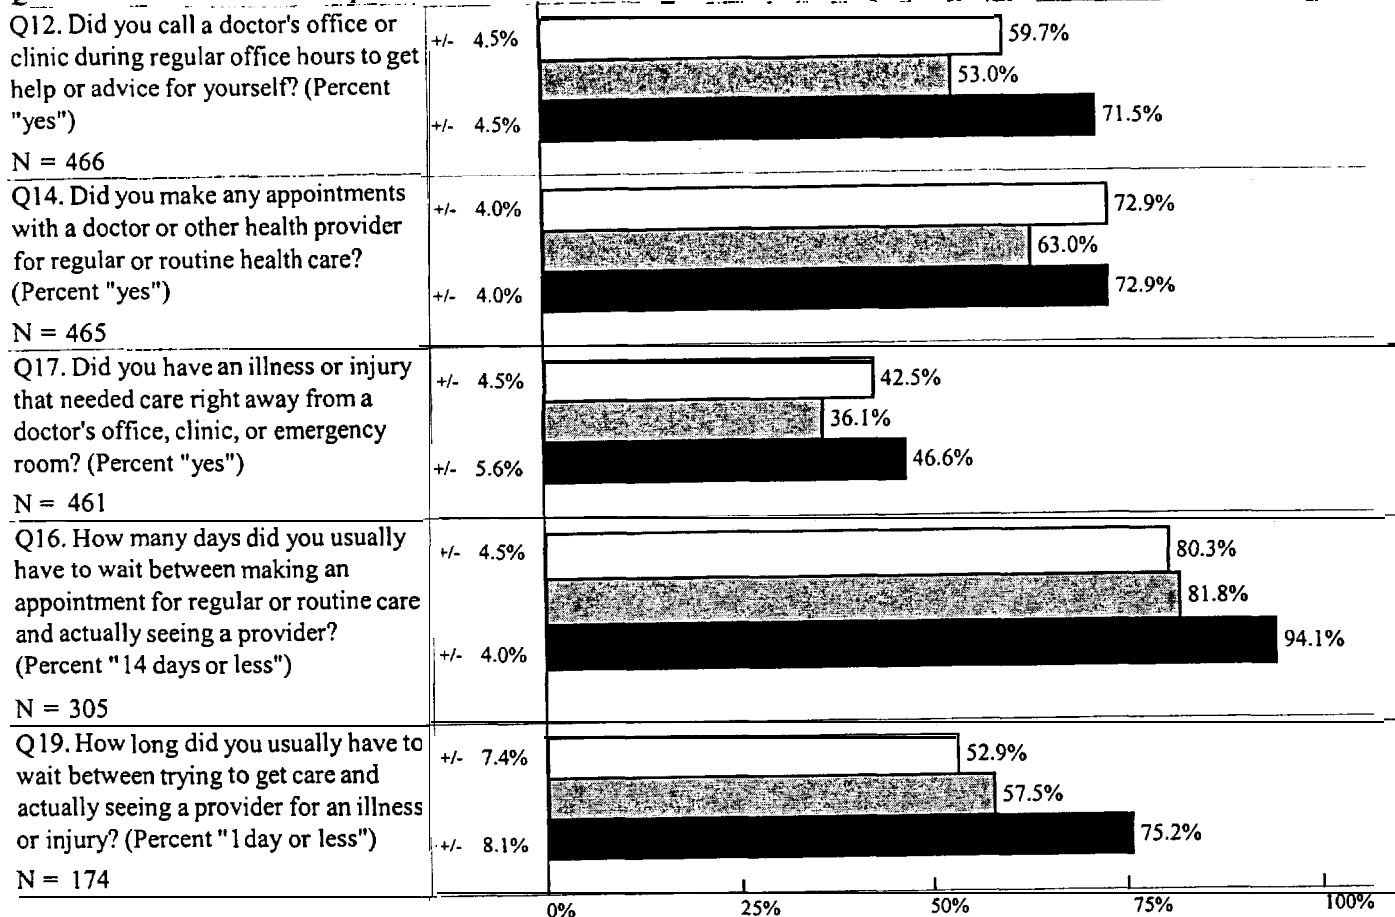 Q12. Did you call a doctor's office or
clinic during regular office hours to get
help or advice for yourself? (Percent
"yes")
N = 466
+/- 4.5%
+/- 4.5%
59.7%
53.0%
71.5%
Q14. Did you make any appointments
with a doctor or other health provider
for regular or routine health care?
(Percent "yes")
N = 465
+/- 4.0%
+/- 4.0%
72.9%
63.0%
72.9%
Q17. Did you have an illness or injury
that needed care right away from a
doctor's office, clinic, or emergency
room? (Percent "yes")
N = 461
+/- 4.5%
+/- 5.6%
42.5%
36.1%
46.6%
Q16. How many days did you usually
have to wait between making an
appointment for regular or routine care
and actually seeing a provider?
(Percent "14 days or less")
N = 305
+/- 4.5%
+/- 4.0%
80.3%
81.8%
94.1%
Q19. How long did you usually have to
wait between trying to get care and
actually seeing a provider for an illness
or injury? (Percent "1 day or less")
N = 174
+/- 7.4%
+/- 8.1%
52.9%
57.5%
75.2%
0% 25% 50% 75% 100%